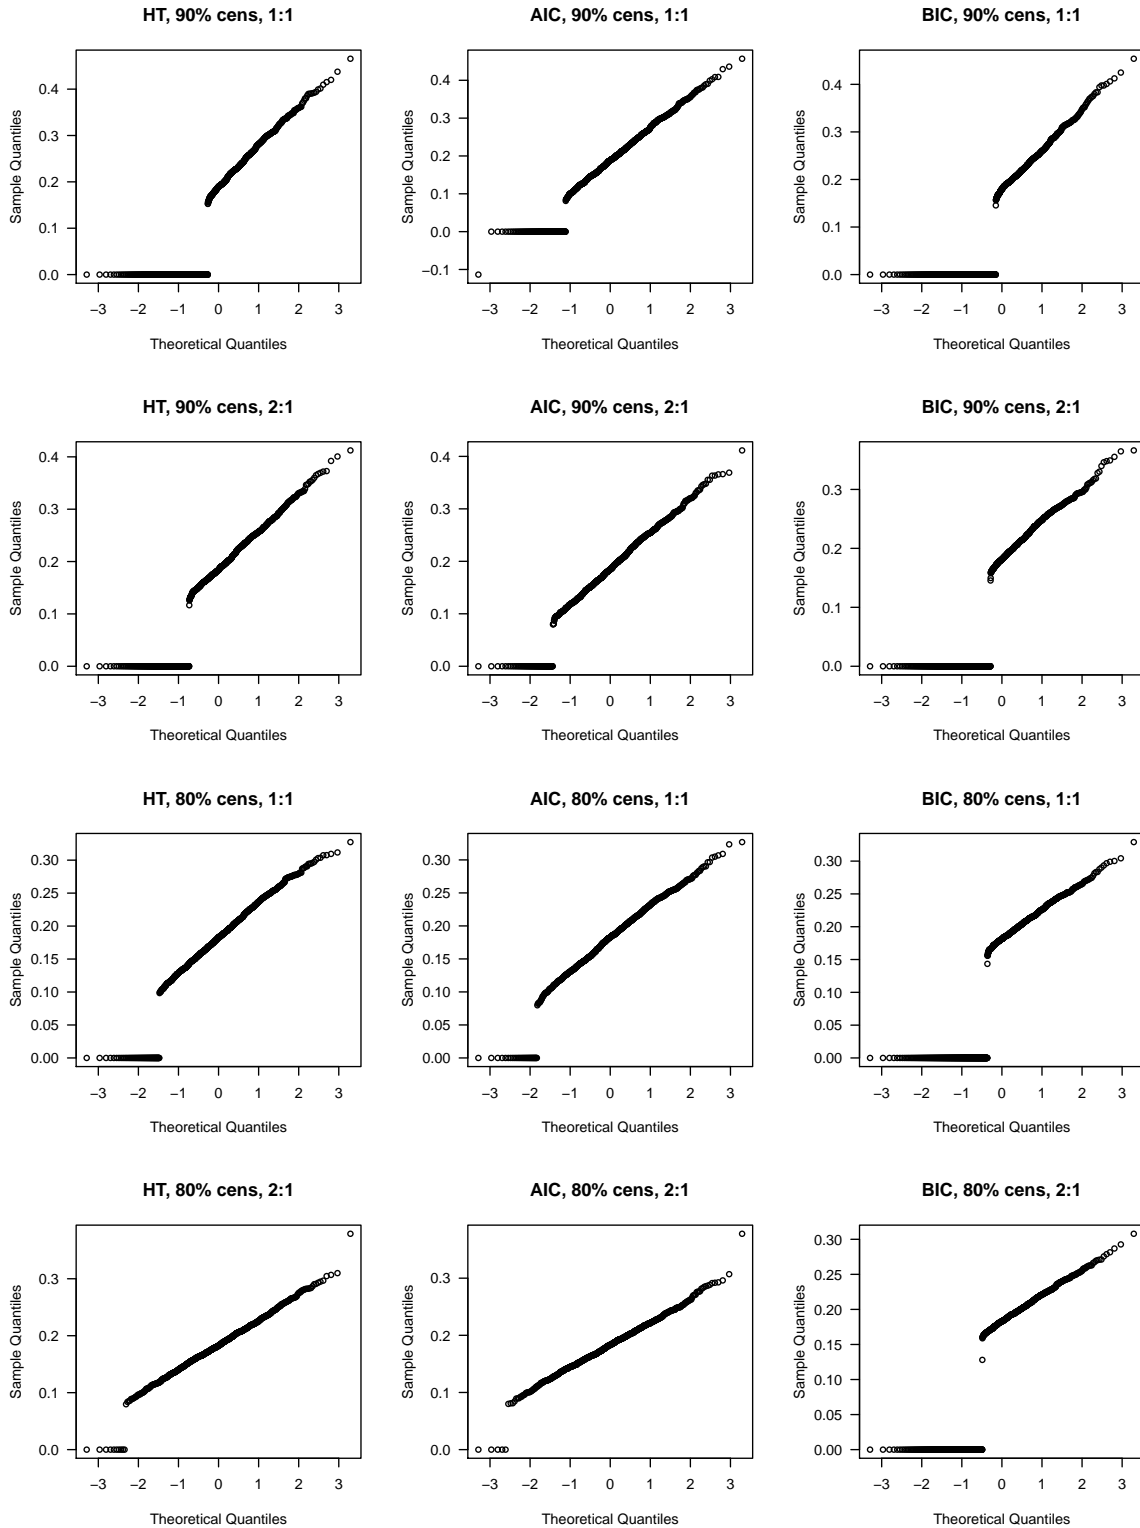 HT, 90% cens, 1:1
AIC, 90% cens, 1:1
BIC, 90% cens, 1:1
Sample Quantiles
0.4
0.3
0.2
0.1
0.0
−3 −2 −1 0 1 2 3
Theoretical Quantiles
Sample Quantiles
0.4
0.3
0.2
0.1
0.0
−0.1
−3 −2 −1 0 1 2 3
Theoretical Quantiles
Sample Quantiles
0.4
0.3
0.2
0.1
0.0
−3 −2 −1 0 1 2 3
Theoretical Quantiles
HT, 90% cens, 2:1
AIC, 90% cens, 2:1
BIC, 90% cens, 2:1
Sample Quantiles
0.4
0.3
0.2
0.1
0.0
−3 −2 −1 0 1 2 3
Theoretical Quantiles
Sample Quantiles
0.4
0.3
0.2
0.1
0.0
−3 −2 −1 0 1 2 3
Theoretical Quantiles
Sample Quantiles
0.3
0.2
0.1
0.0
−3 −2 −1 0 1 2 3
Theoretical Quantiles
HT, 80% cens, 1:1
AIC, 80% cens, 1:1
BIC, 80% cens, 1:1
Sample Quantiles
0.30
0.25
0.20
0.15
0.10
0.05
0.00
−3 −2 −1 0 1 2 3
Theoretical Quantiles
Sample Quantiles
0.30
0.25
0.20
0.15
0.10
0.05
0.00
−3 −2 −1 0 1 2 3
Theoretical Quantiles
Sample Quantiles
0.30
0.25
0.20
0.15
0.10
0.05
0.00
−3 −2 −1 0 1 2 3
Theoretical Quantiles
HT, 80% cens, 2:1
AIC, 80% cens, 2:1
BIC, 80% cens, 2:1
Sample Quantiles
0.3
0.2
0.1
0.0
−3 −2 −1 0 1 2 3
Theoretical Quantiles
Sample Quantiles
0.3
0.2
0.1
0.0
−3 −2 −1 0 1 2 3
Theoretical Quantiles
Sample Quantiles
0.30
0.25
0.20
0.15
0.10
0.05
0.00
−3 −2 −1 0 1 2 3
Theoretical Quantiles